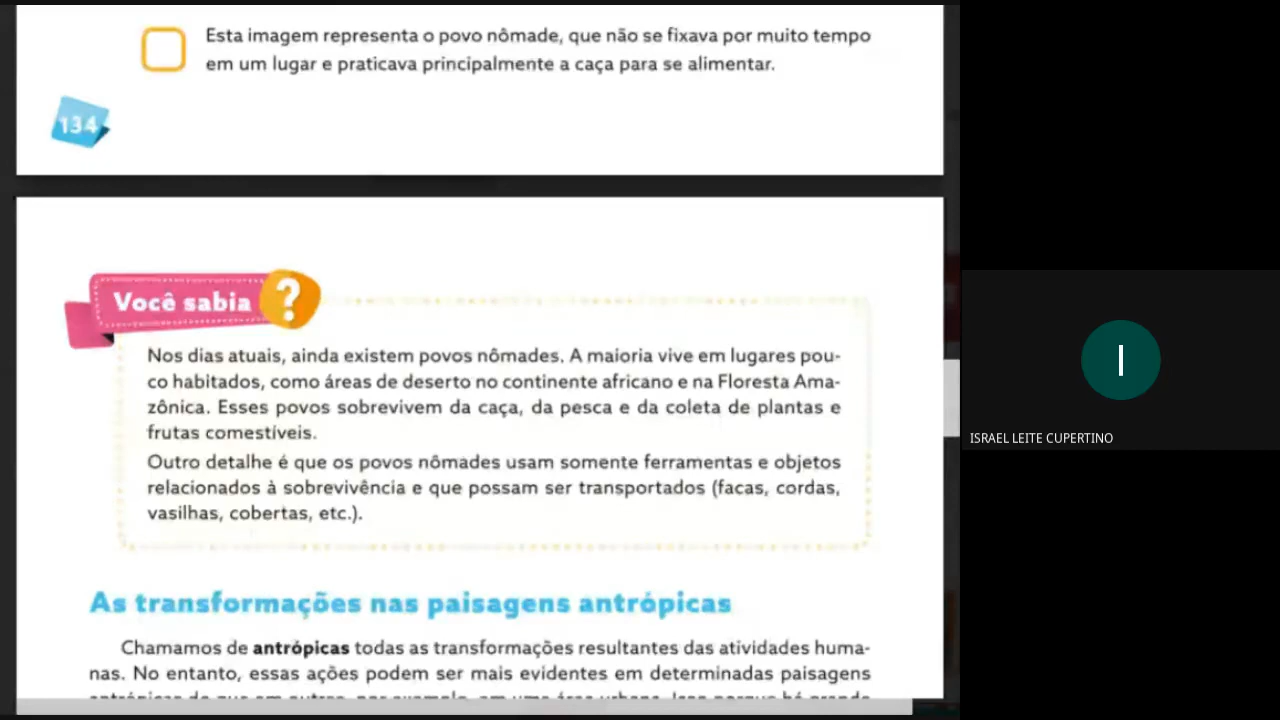 Esta imagem representa o povo nômade, que não se fixava por muito tempo
em um lugar e praticava principalmente a caça para se alimentar.
134
Você sabia ?
Nos dias atuais, ainda existem povos nômades. A maioria vive em lugares pou-
co habitados, como áreas de deserto no continente africano e na Floresta Ama-
zônica. Esses povos sobrevivem da caça, da pesca e da coleta de plantas e
frutas comestíveis.
Outro detalhe é que os povos nômades usam somente ferramentas e objetos
relacionados à sobrevivência e que possam ser transportados (facas, cordas,
vasilhas, cobertas, etc.).
As transformações nas paisagens antrópicas
Chamamos de antrópicas todas as transformações resultantes das atividades huma-
nas. No entanto, essas ações podem ser mais evidentes em determinadas paisagens
I
ISRAEL LEITE CUPERTINO